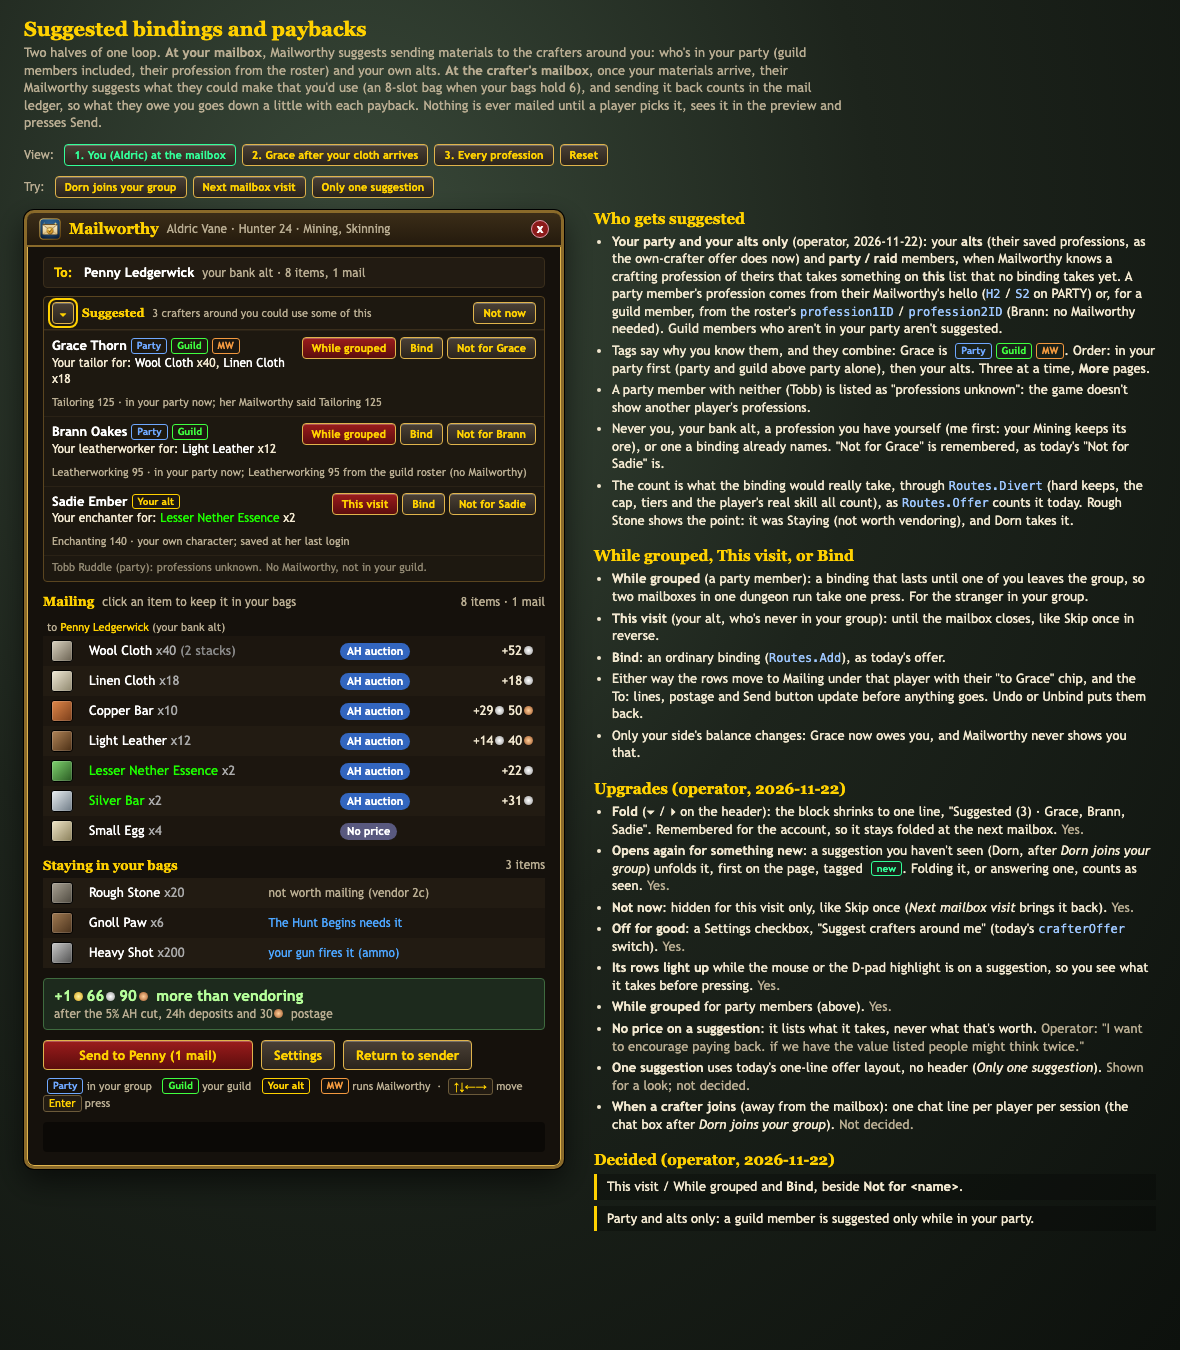 Suggested bindings and paybacks
Two halves of one loop. At your mailbox, Mailworthy suggests sending materials to the crafters around you: who's in your party (guild
members included, their profession from the roster) and your own alts. At the crafter's mailbox, once your materials arrive, their
Mailworthy suggests what they could make that you'd use (an 8-slot bag when your bags hold 6), and sending it back counts in the mail
ledger, so what they owe you goes down a little with each payback. Nothing is ever mailed until a player picks it, sees it in the preview and
presses Send.
View: 1. You (Aldric) at the mailbox 2. Grace after your cloth arrives 3. Every profession Reset
Try: Dorn joins your group Next mailbox visit Only one suggestion
Mailworthy Aldric Vane · Hunter 24 · Mining, Skinning x
To: Penny Ledgerwick your bank alt · 8 items, 1 mail
Suggested 3 crafters around you could use some of this Not now
Grace Thorn Party Guild MW While grouped Bind Not for Grace
Your tailor for: Wool Cloth x40, Linen Cloth
x18
Tailoring 125 · in your party now; her Mailworthy said Tailoring 125
Brann Oakes Party Guild While grouped Bind Not for Brann
Your leatherworker for: Light Leather x12
Leatherworking 95 · in your party now; Leatherworking 95 from the guild roster (no Mailworthy)
Sadie Ember Your alt This visit Bind Not for Sadie
Your enchanter for: Lesser Nether Essence x2
Enchanting 140 · your own character; saved at her last login
Tobb Ruddle (party): professions unknown. No Mailworthy, not in your guild.
Mailing click an item to keep it in your bags 8 items · 1 mail
to Penny Ledgerwick (your bank alt)
Wool Cloth x40 (2 stacks) AH auction +52
Linen Cloth x18 AH auction +18
Copper Bar x10 AH auction +29 50
Light Leather x12 AH auction +14 40
Lesser Nether Essence x2 AH auction +22
Silver Bar x2 AH auction +31
Small Egg x4 No price
Staying in your bags 3 items
Rough Stone x20 not worth mailing (vendor 2c)
Gnoll Paw x6 The Hunt Begins needs it
Heavy Shot x200 your gun fires it (ammo)
+1 66 90 more than vendoring
after the 5% AH cut, 24h deposits and 30 postage
Send to Penny (1 mail) Settings Return to sender
Party in your group Guild your guild Your alt MW runs Mailworthy · ↑↓←→ move
Enter press
Who gets suggested
• Your party and your alts only (operator, 2026-11-22): your alts (their saved professions, as
the own-crafter offer does now) and party / raid members, when Mailworthy knows a
crafting profession of theirs that takes something on this list that no binding takes yet. A
party member's profession comes from their Mailworthy's hello (H2 / S2 on PARTY) or, for a
guild member, from the roster's profession1ID / profession2ID (Brann: no Mailworthy
needed). Guild members who aren't in your party aren't suggested.
• Tags say why you know them, and they combine: Grace is Party Guild MW. Order: in your
party first (party and guild above party alone), then your alts. Three at a time, More pages.
• A party member with neither (Tobb) is listed as "professions unknown": the game doesn't
show another player's professions.
• Never you, your bank alt, a profession you have yourself (me first: your Mining keeps its
ore), or one a binding already names. "Not for Grace" is remembered, as today's "Not for
Sadie" is.
• The count is what the binding would really take, through Routes.Divert (hard keeps, the
cap, tiers and the player's real skill all count), as Routes.Offer counts it today. Rough
Stone shows the point: it was Staying (not worth vendoring), and Dorn takes it.
While grouped, This visit, or Bind
• While grouped (a party member): a binding that lasts until one of you leaves the group, so
two mailboxes in one dungeon run take one press. For the stranger in your group.
• This visit (your alt, who's never in your group): until the mailbox closes, like Skip once in
reverse.
• Bind: an ordinary binding (Routes.Add), as today's offer.
• Either way the rows move to Mailing under that player with their "to Grace" chip, and the
To: lines, postage and Send button update before anything goes. Undo or Unbind puts them
back.
• Only your side's balance changes: Grace now owes you, and Mailworthy never shows you
that.
Upgrades (operator, 2026-11-22)
• Fold (▾ / ▸ on the header): the block shrinks to one line, "Suggested (3) · Grace, Brann,
Sadie". Remembered for the account, so it stays folded at the next mailbox. Yes.
• Opens again for something new: a suggestion you haven't seen (Dorn, after Dorn joins your
group) unfolds it, first on the page, tagged new. Folding it, or answering one, counts as
seen. Yes.
• Not now: hidden for this visit only, like Skip once (Next mailbox visit brings it back). Yes.
• Off for good: a Settings checkbox, "Suggest crafters around me" (today's crafterOffer
switch). Yes.
• Its rows light up while the mouse or the D-pad highlight is on a suggestion, so you see what
it takes before pressing. Yes.
• While grouped for party members (above). Yes.
• No price on a suggestion: it lists what it takes, never what that's worth. Operator: "I want
to encourage paying back. if we have the value listed people might think twice."
• One suggestion uses today's one-line offer layout, no header (Only one suggestion). Shown
for a look; not decided.
• When a crafter joins (away from the mailbox): one chat line per player per session (the
chat box after Dorn joins your group). Not decided.
Decided (operator, 2026-11-22)
This visit / While grouped and Bind, beside Not for <name>.
Party and alts only: a guild member is suggested only while in your party.